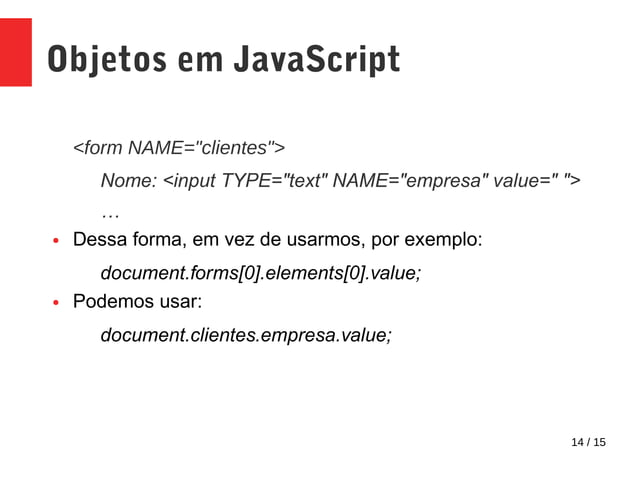 Objetos em JavaScript
<form NAME="clientes">
Nome: <input TYPE="text" NAME="empresa" value=" ">
…
• Dessa forma, em vez de usarmos, por exemplo:
document.forms[0].elements[0].value;
• Podemos usar:
document.clientes.empresa.value;
14 / 15